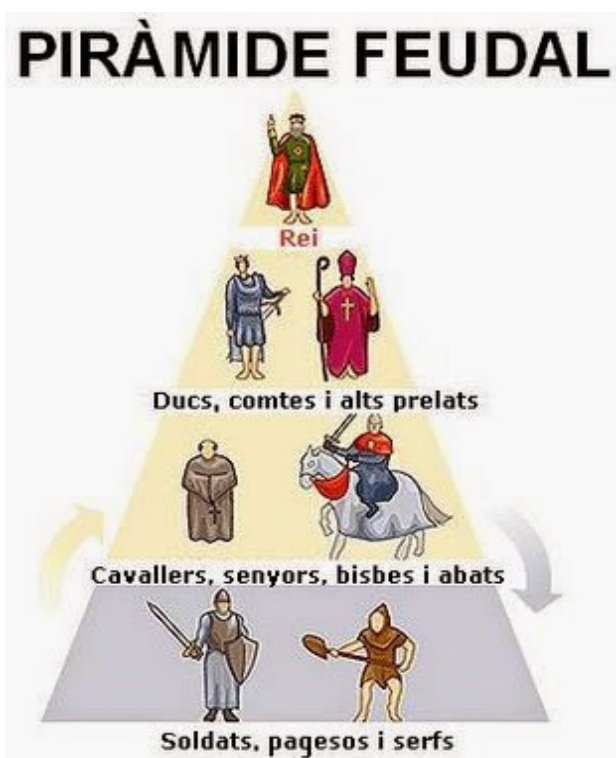 PIRÀMIDE FEUDAL
Rei
Ducs, comtes i alts prelats
Cavallers, senyors, bisbes i abats
Soldats, pagesos i serfs